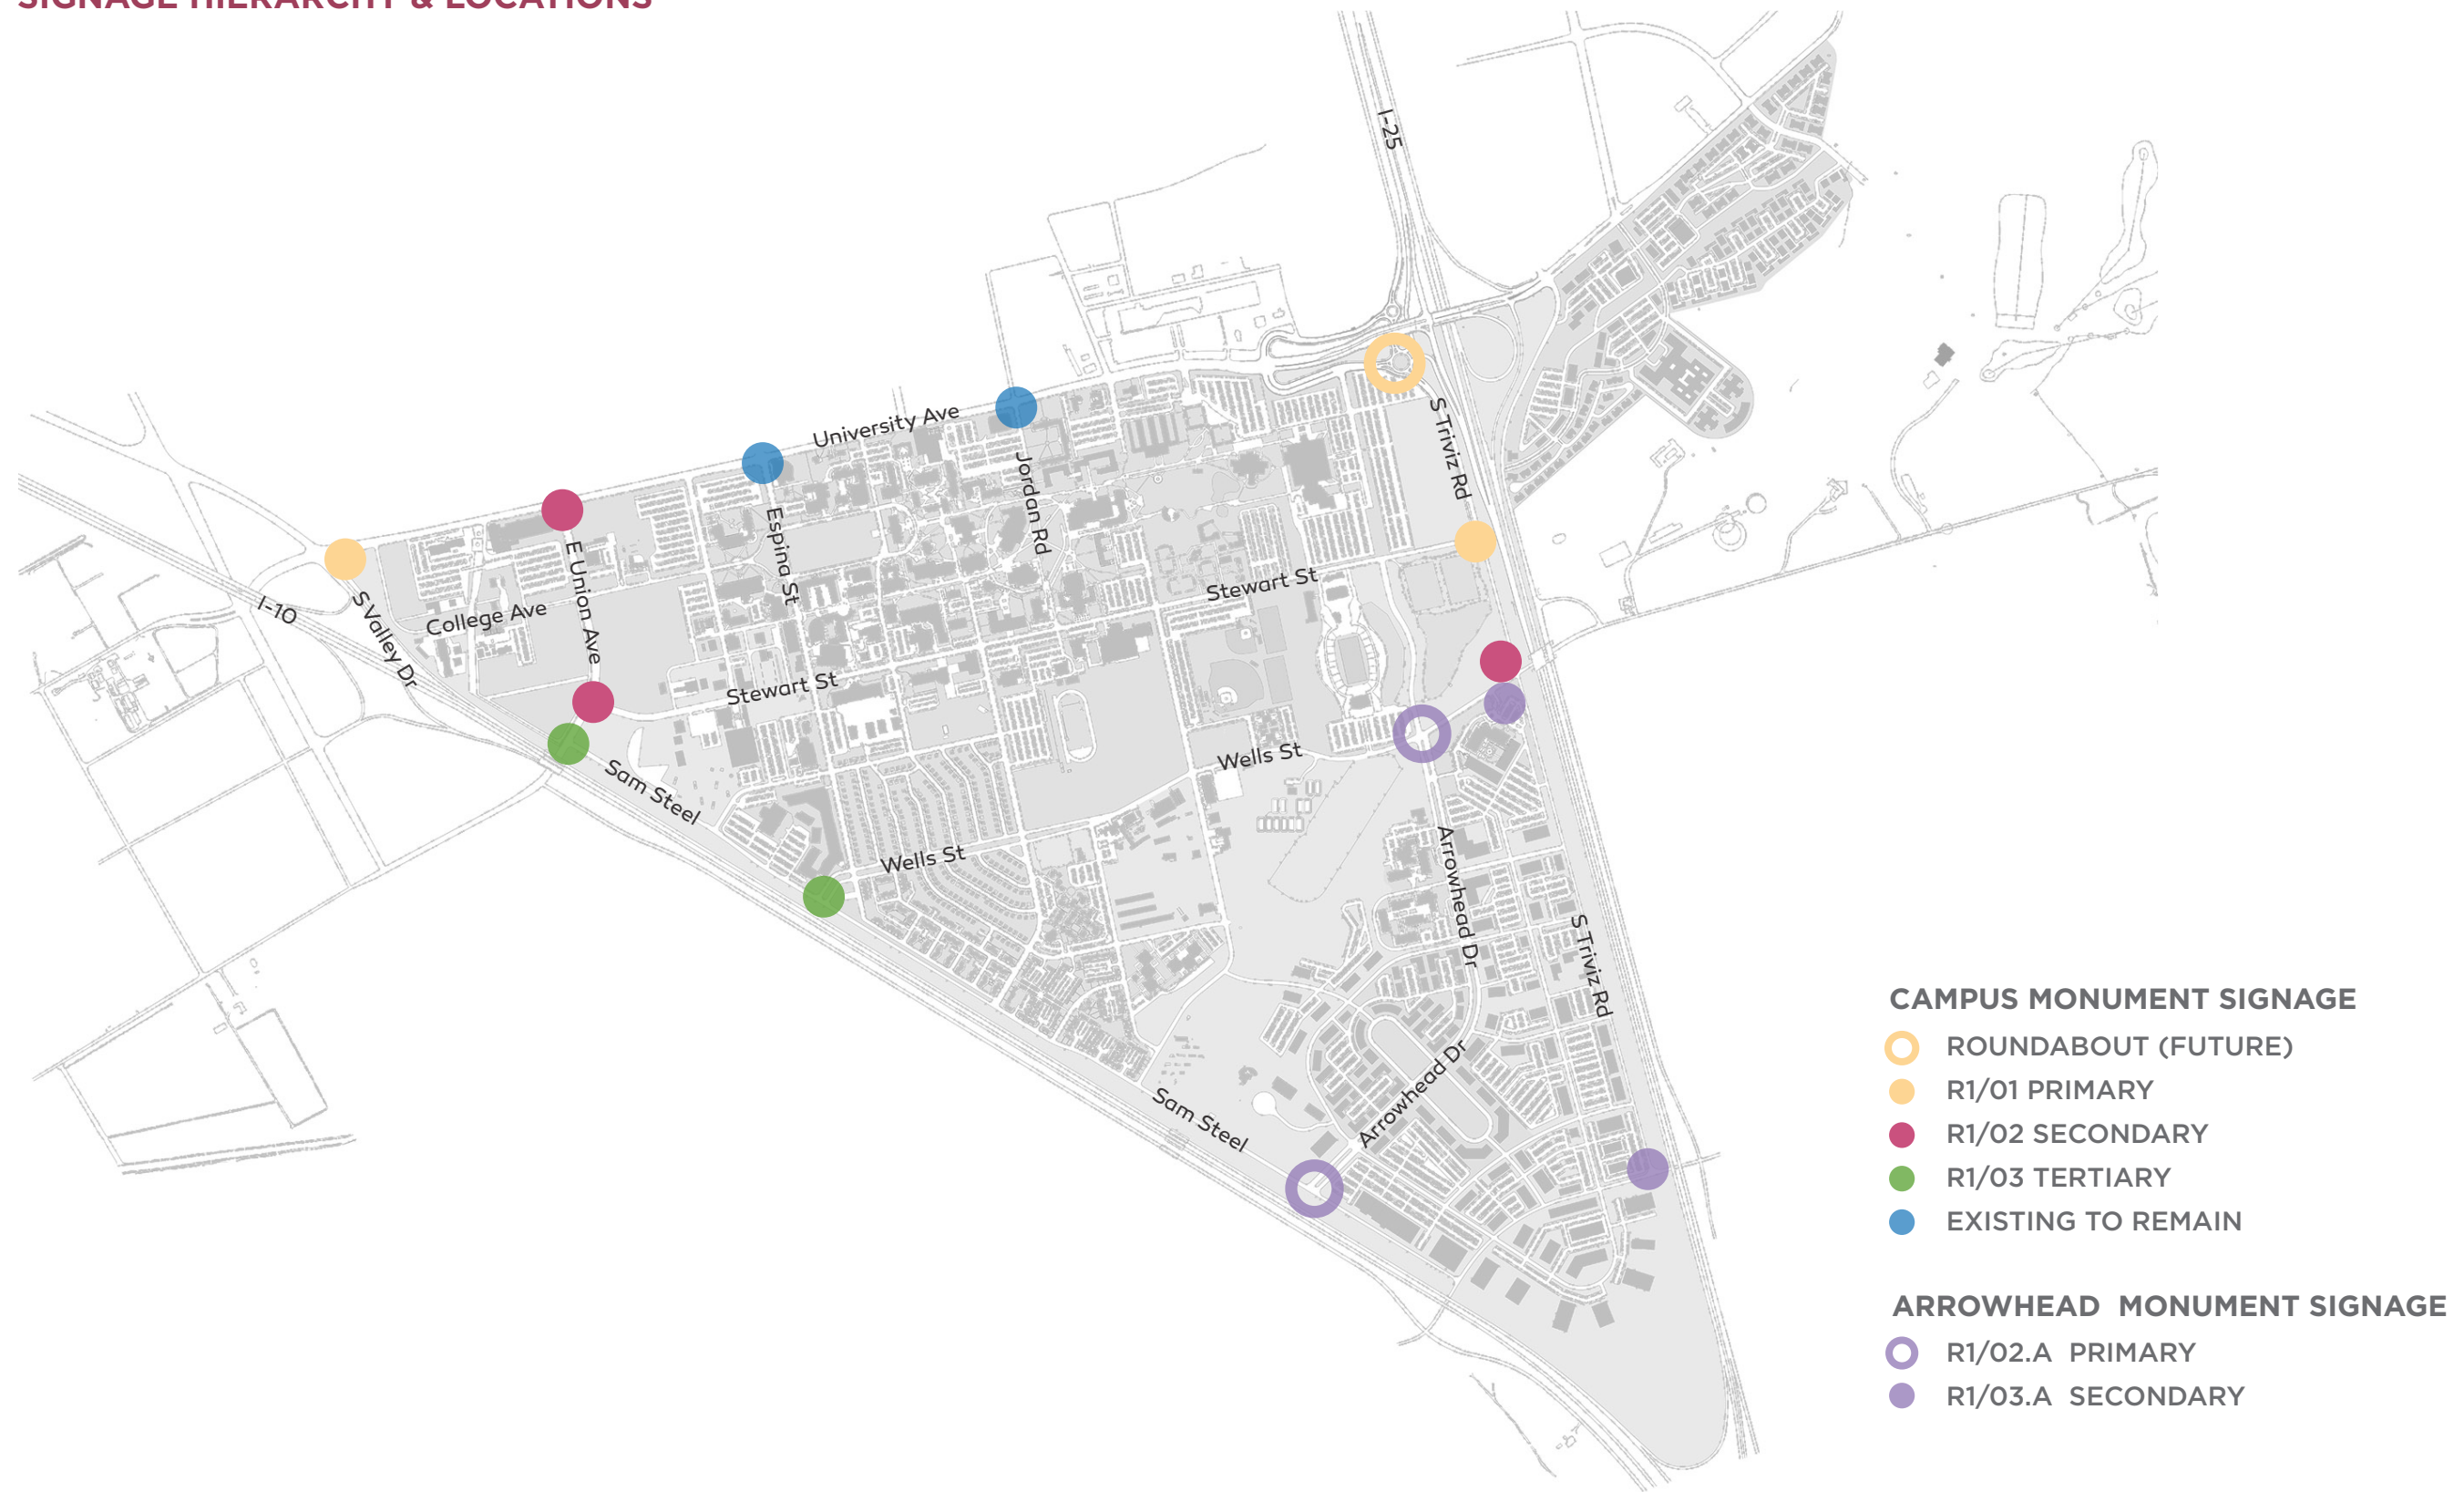 SIGNAGE HIERARCHY & LOCATIONS
I-25
University Ave
S Triviz Rd
Jordan Rd
Espina St
E Union Ave
I-10
S Valley Dr
College Ave
Stewart St
Stewart St
Wells St
Sam Steel
Wells St
Arrowhead Dr
S Triviz Rd
Arrowhead Dr
Sam Steel
CAMPUS MONUMENT SIGNAGE
ROUNDABOUT (FUTURE)
R1/01 PRIMARY
R1/02 SECONDARY
R1/03 TERTIARY
EXISTING TO REMAIN
ARROWHEAD MONUMENT SIGNAGE
R1/02.A PRIMARY
R1/03.A SECONDARY